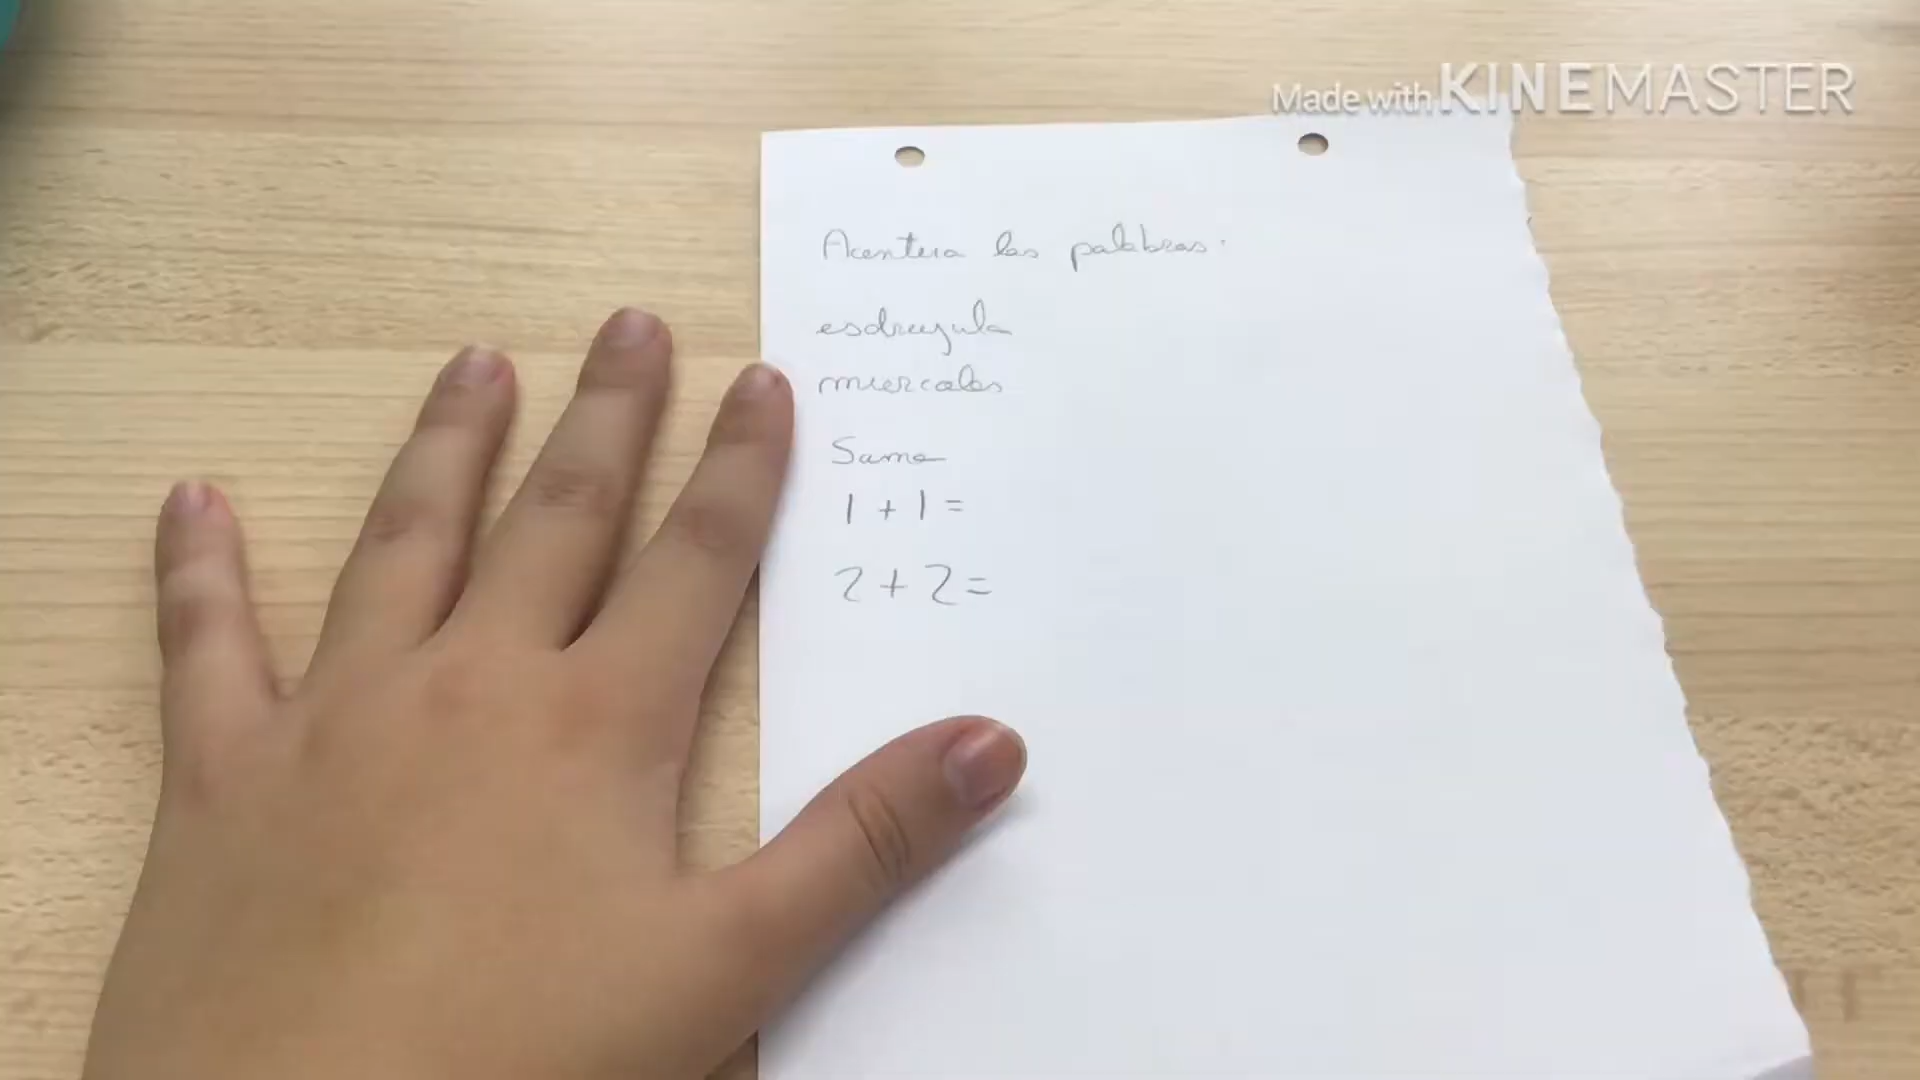 Made with KINEMASTER
Acentua las palabras.
esdrujula
miercoles
Suma
1 + 1 =
2 + 2 =